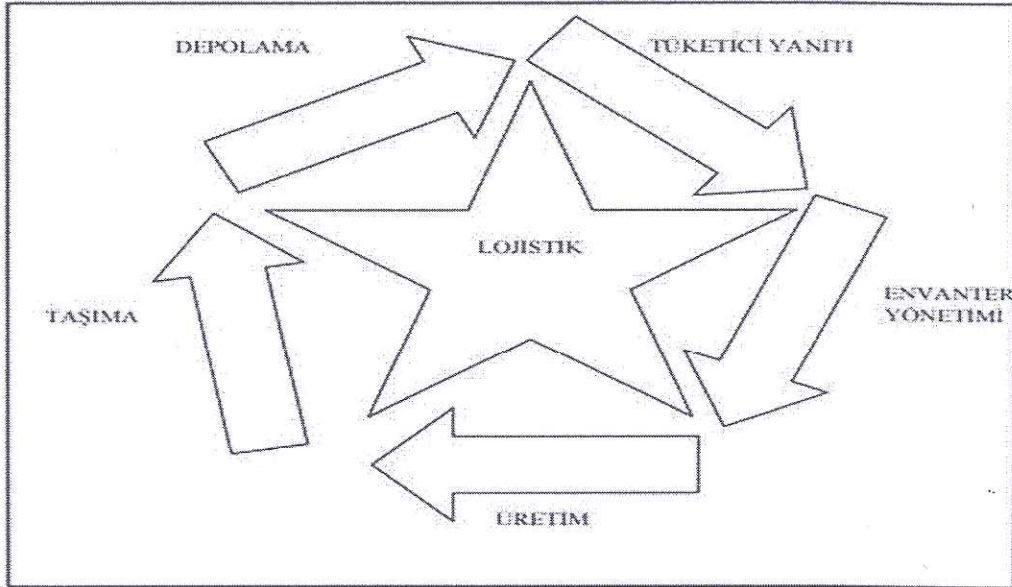 DEPOLAMA
TÜKETİCİ YANITI
LOJİSTİK
ENVANTER
YÖNETİMİ
TAŞIMA
ÜRETİM